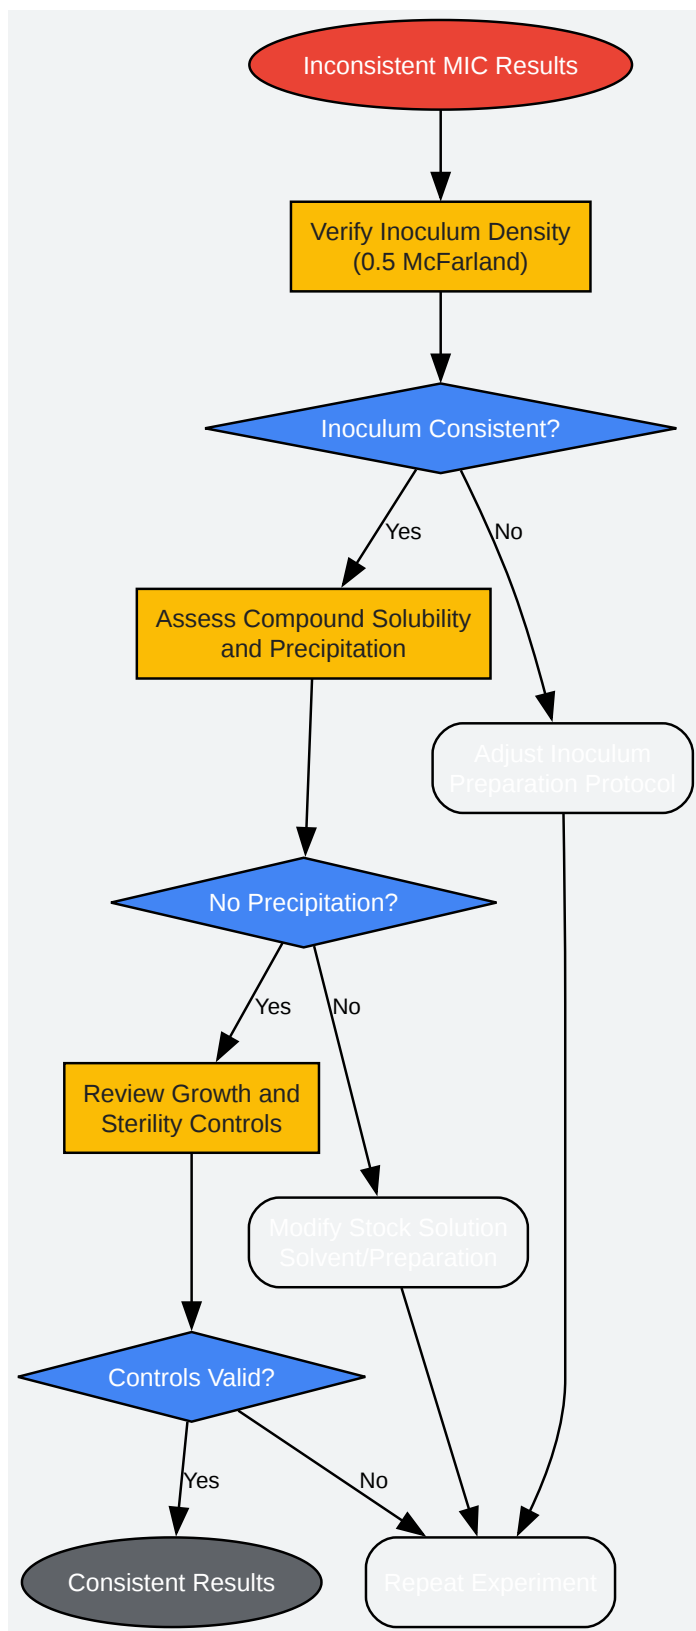 Inconsistent MIC Results
Verify Inoculum Density
(0.5 McFarland)
Inoculum Consistent?
Yes
No
Assess Compound Solubility
and Precipitation
Adjust Inoculum
Preparation Protocol
No Precipitation?
Yes
No
Review Growth and
Sterility Controls
Modify Stock Solution
Solvent/Preparation
Controls Valid?
Yes
No
Consistent Results
Repeat Experiment